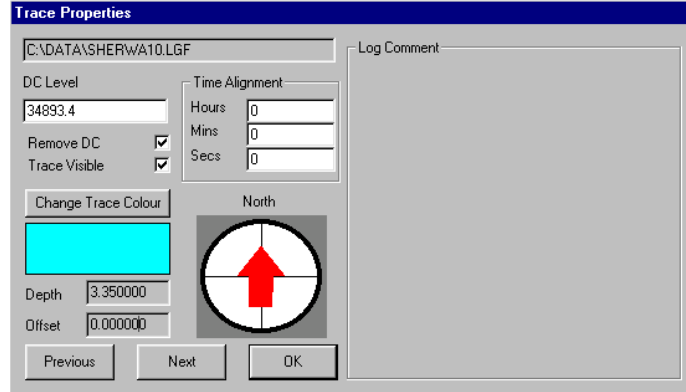 Trace Properties
C:\DATA\SHERWA10.LGF
Log Comment
DC Level
34893.4
Remove DC
Trace Visible
Time Alignment
Hours 0
Mins 0
Secs 0
Change Trace Colour
North
Depth 3.350000
Offset 0.000000
Previous Next OK